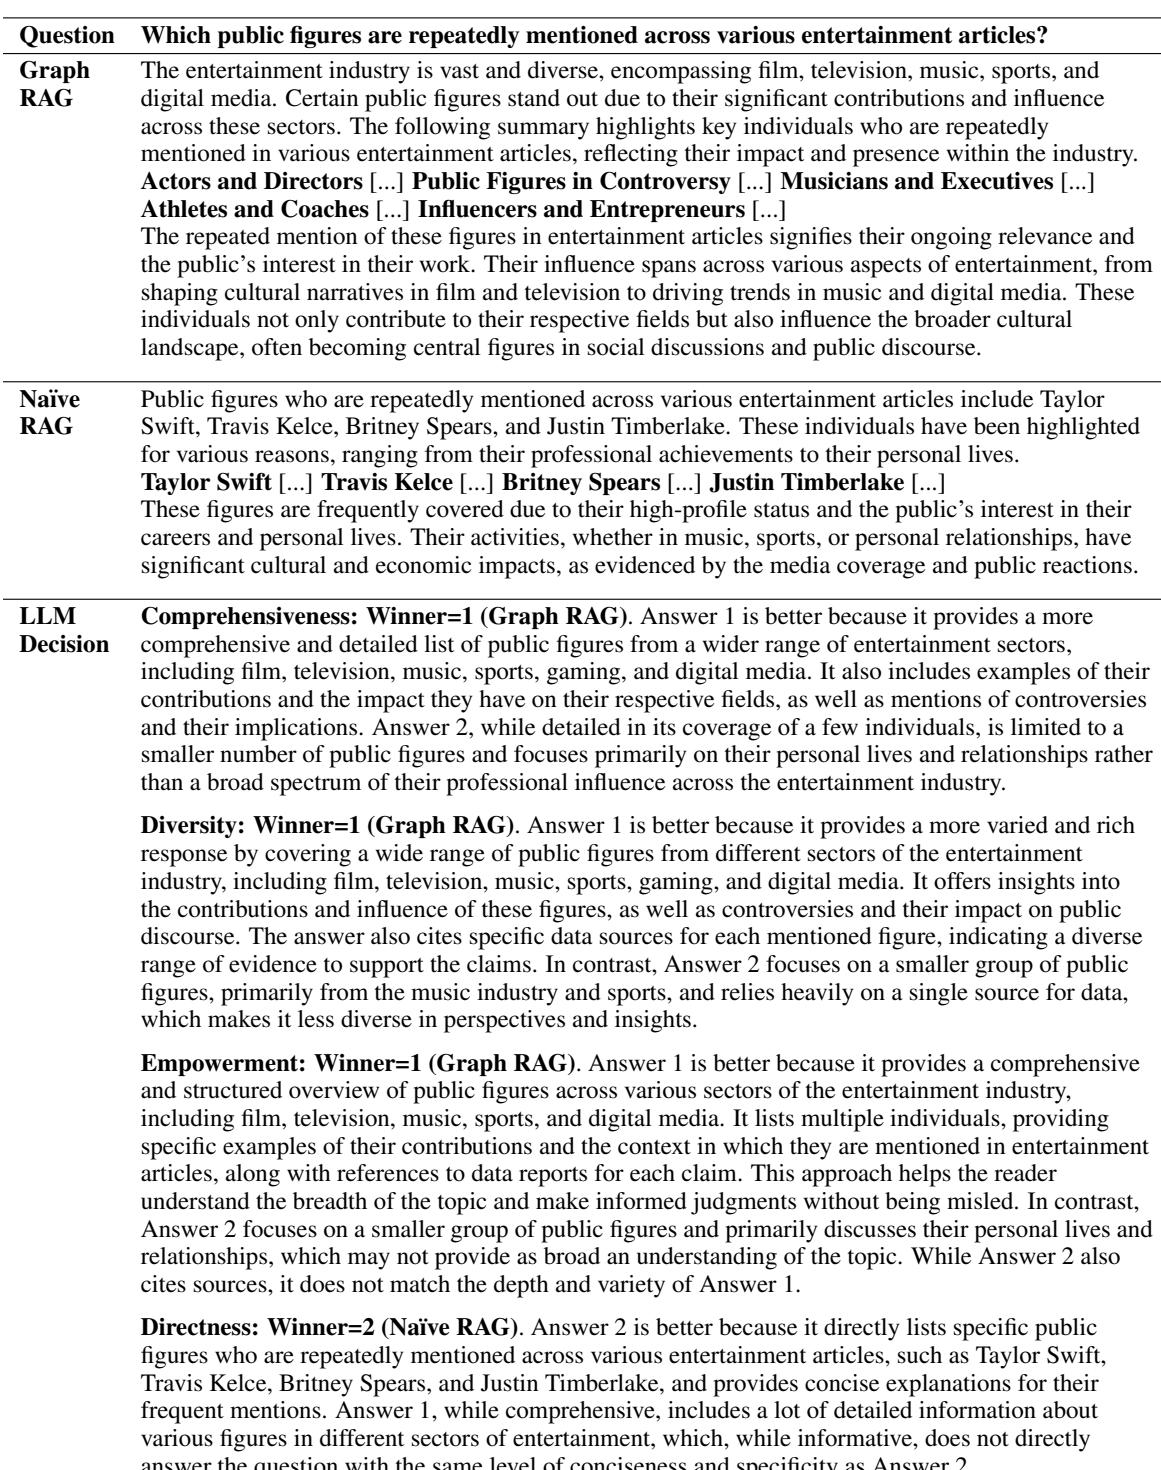 Question Which public figures are repeatedly mentioned across various entertainment articles?
Graph RAG The entertainment industry is vast and diverse, encompassing film, television, music, sports, and
digital media. Certain public figures stand out due to their significant contributions and influence
across these sectors. The following summary highlights key individuals who are repeatedly
mentioned in various entertainment articles, reflecting their impact and presence within the industry.
Actors and Directors [...] Public Figures in Controversy [...] Musicians and Executives [...]
Athletes and Coaches [...] Influencers and Entrepreneurs [...]
The repeated mention of these figures in entertainment articles signifies their ongoing relevance and
the public's interest in their work. Their influence spans across various aspects of entertainment, from
shaping cultural narratives in film and television to driving trends in music and digital media. These
individuals not only contribute to their respective fields but also influence the broader cultural
landscape, often becoming central figures in social discussions and public discourse.
Naïve RAG Public figures who are repeatedly mentioned across various entertainment articles include Taylor
Swift, Travis Kelce, Britney Spears, and Justin Timberlake. These individuals have been highlighted
for various reasons, ranging from their professional achievements to their personal lives.
Taylor Swift [...] Travis Kelce [...] Britney Spears [...] Justin Timberlake [...]
These figures are frequently covered due to their high-profile status and the public's interest in their
careers and personal lives. Their activities, whether in music, sports, or personal relationships, have
significant cultural and economic impacts, as evidenced by the media coverage and public reactions.
LLM Decision Comprehensiveness: Winner=1 (Graph RAG). Answer 1 is better because it provides a more
comprehensive and detailed list of public figures from a wider range of entertainment sectors,
including film, television, music, sports, gaming, and digital media. It also includes examples of their
contributions and the impact they have on their respective fields, as well as mentions of controversies
and their implications. Answer 2, while detailed in its coverage of a few individuals, is limited to a
smaller number of public figures and focuses primarily on their personal lives and relationships rather
than a broad spectrum of their professional influence across the entertainment industry.
Diversity: Winner=1 (Graph RAG). Answer 1 is better because it provides a more varied and rich
response by covering a wide range of public figures from different sectors of the entertainment
industry, including film, television, music, sports, gaming, and digital media. It offers insights into
the contributions and influence of these figures, as well as controversies and their impact on public
discourse. The answer also cites specific data sources for each mentioned figure, indicating a diverse
range of evidence to support the claims. In contrast, Answer 2 focuses on a smaller group of public
figures, primarily from the music industry and sports, and relies heavily on a single source for data,
which makes it less diverse in perspectives and insights.
Empowerment: Winner=1 (Graph RAG). Answer 1 is better because it provides a comprehensive
and structured overview of public figures across various sectors of the entertainment industry,
including film, television, music, sports, and digital media. It lists multiple individuals, providing
specific examples of their contributions and the context in which they are mentioned in entertainment
articles, along with references to data reports for each claim. This approach helps the reader
understand the breadth of the topic and make informed judgments without being misled. In contrast,
Answer 2 focuses on a smaller group of public figures and primarily discusses their personal lives and
relationships, which may not provide as broad an understanding of the topic. While Answer 2 also
cites sources, it does not match the depth and variety of Answer 1.
Directness: Winner=2 (Naïve RAG). Answer 2 is better because it directly lists specific public
figures who are repeatedly mentioned across various entertainment articles, such as Taylor Swift,
Travis Kelce, Britney Spears, and Justin Timberlake, and provides concise explanations for their
frequent mentions. Answer 1, while comprehensive, includes a lot of detailed information about
various figures in different sectors of entertainment, which, while informative, does not directly
answer the question with the same level of conciseness and specificity as Answer 2.